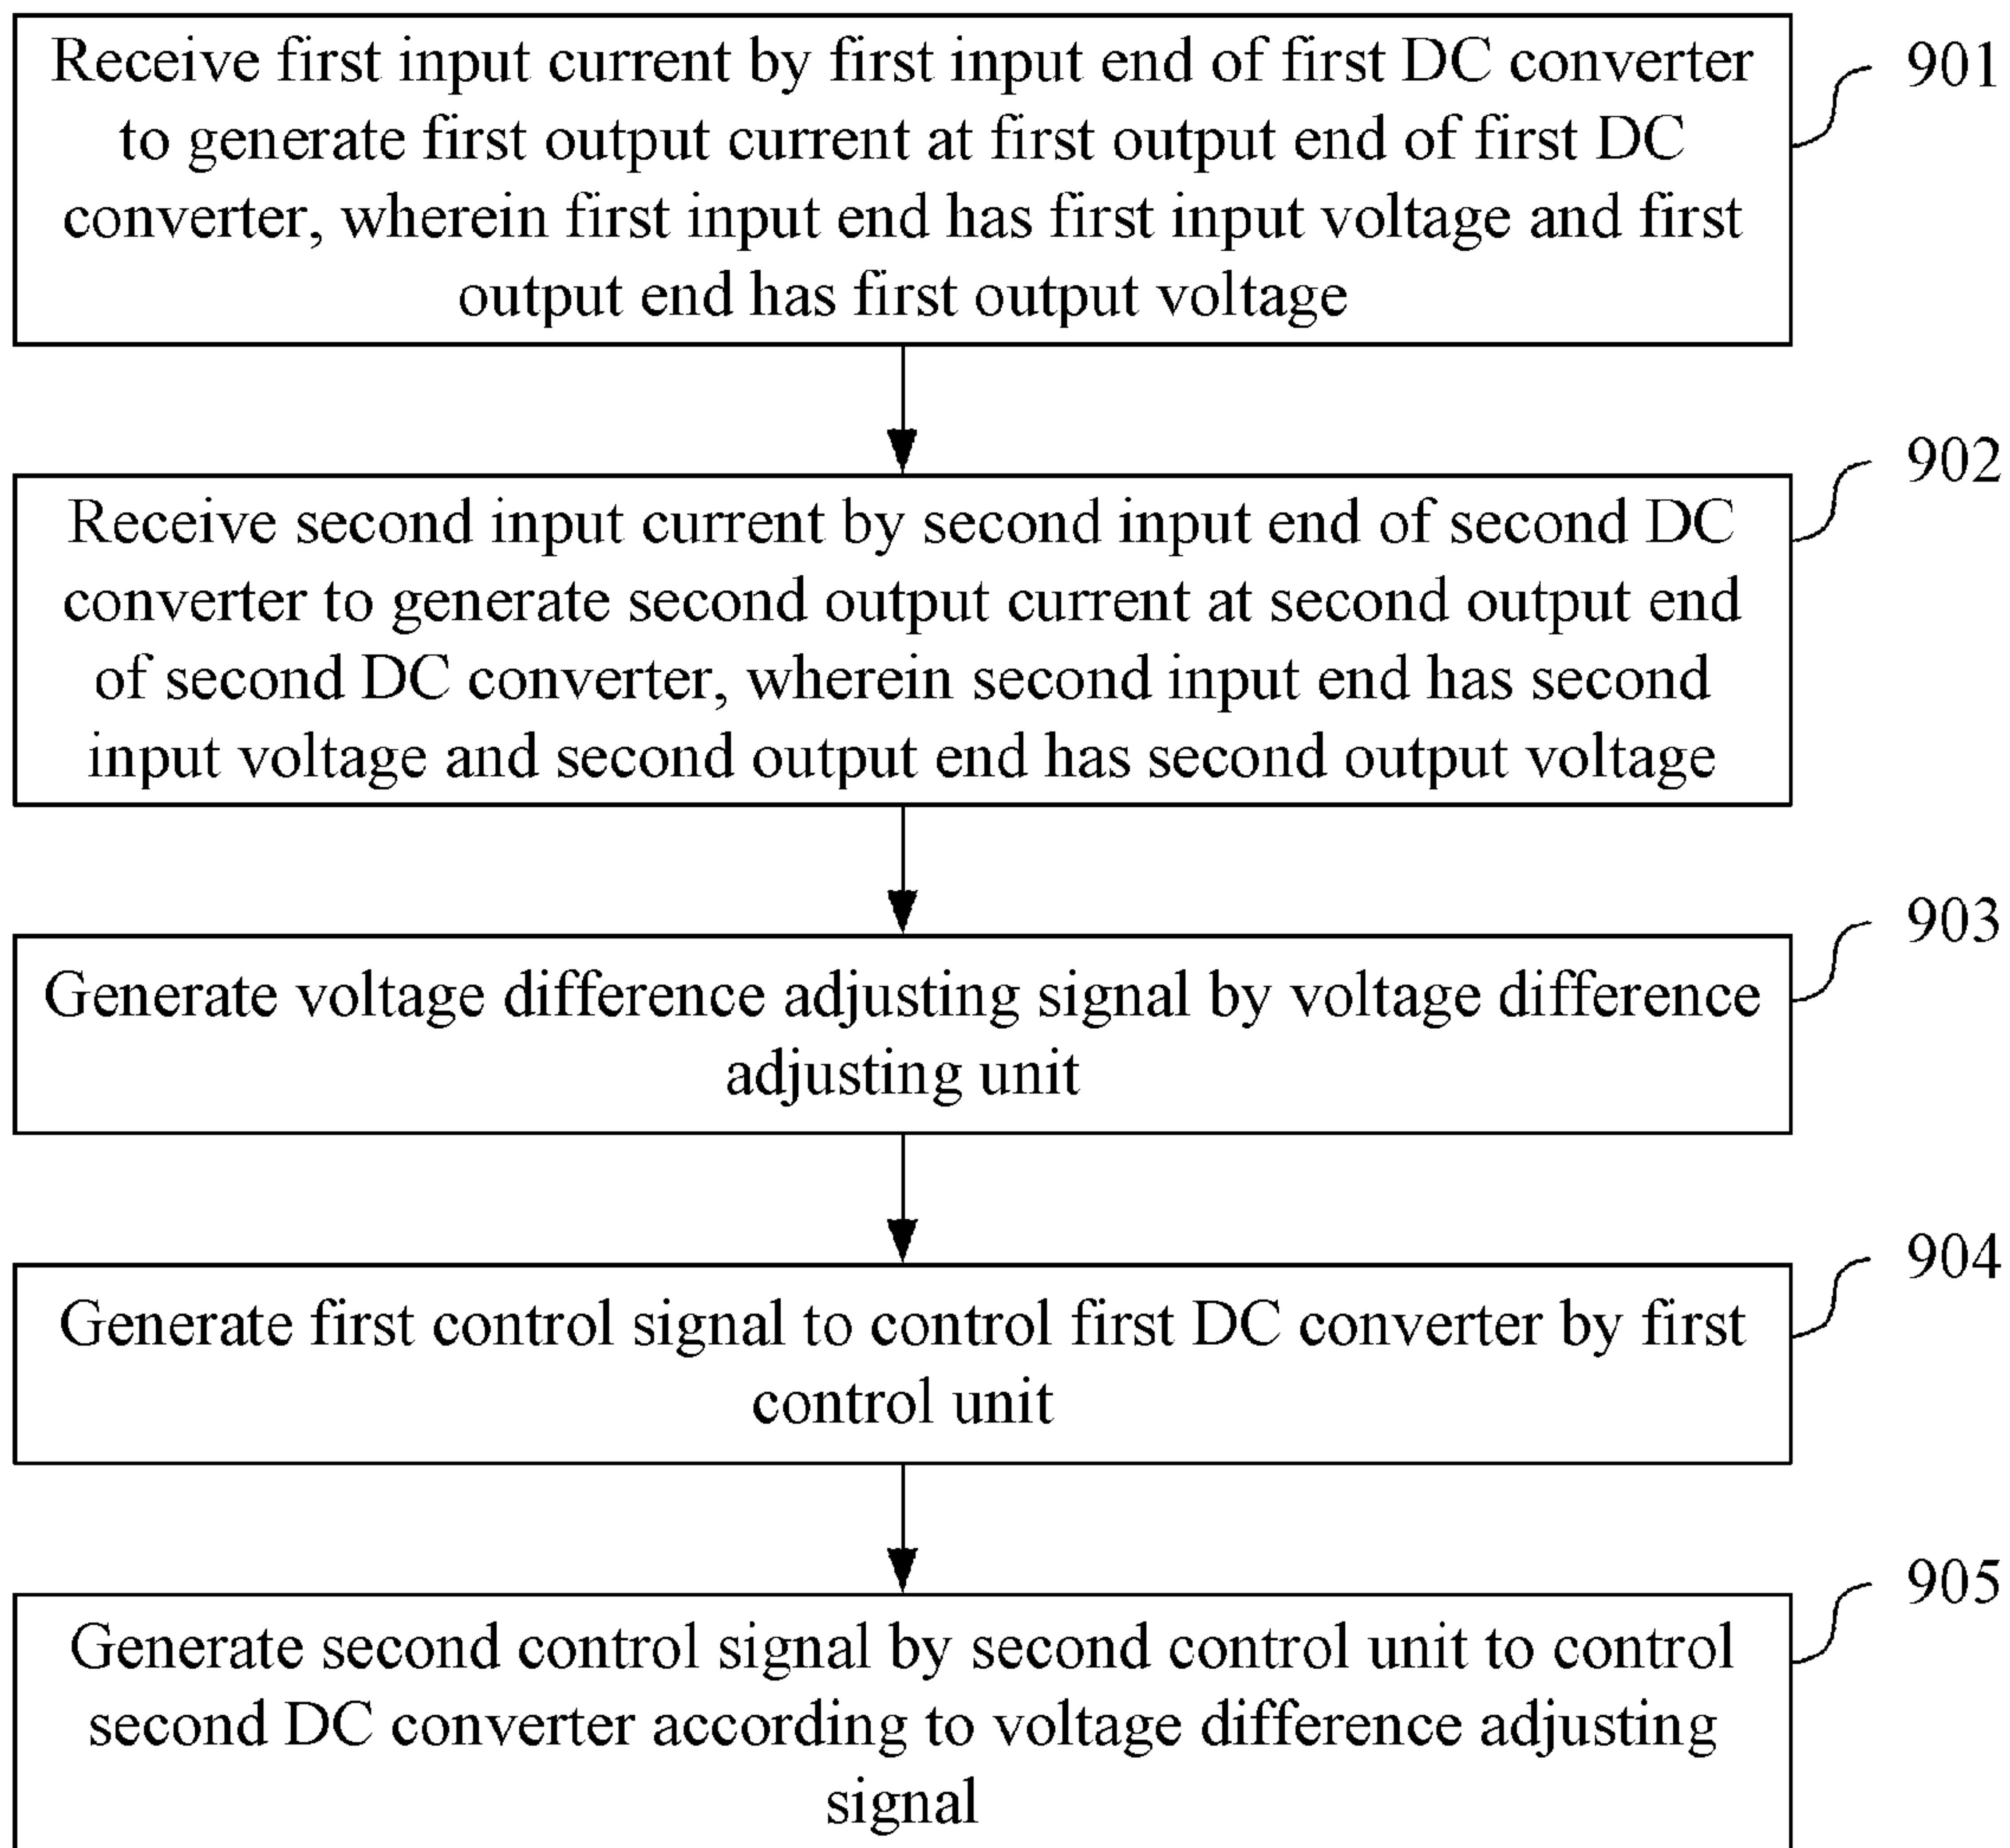 Receive first input current by first input end of first DC converter
to generate first output current at first output end of first DC
converter, wherein first input end has first input voltage and first
output end has first output voltage
901
Receive second input current by second input end of second DC
converter to generate second output current at second output end
of second DC converter, wherein second input end has second
input voltage and second output end has second output voltage
902
Generate voltage difference adjusting signal by voltage difference
adjusting unit
903
Generate first control signal to control first DC converter by first
control unit
904
Generate second control signal by second control unit to control
second DC converter according to voltage difference adjusting
signal
905